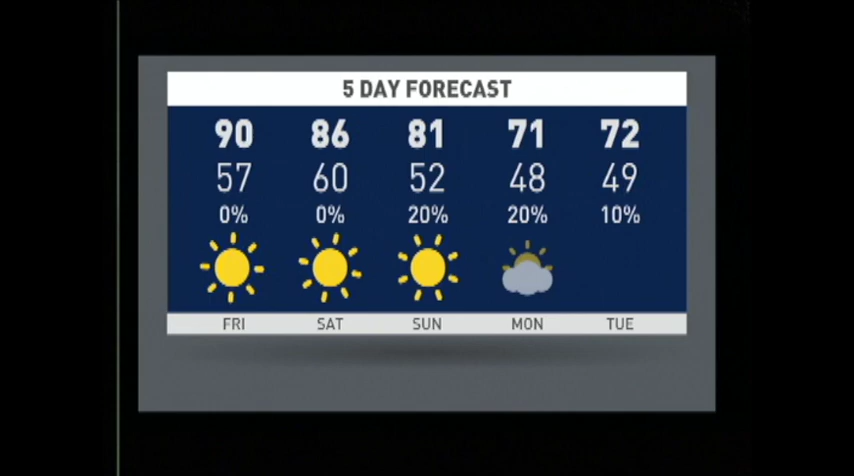 5 DAY FORECAST
90 86 81 71 72
57 60 52 48 49
0% 0% 20% 20% 10%
FRI SAT SUN MON TUE